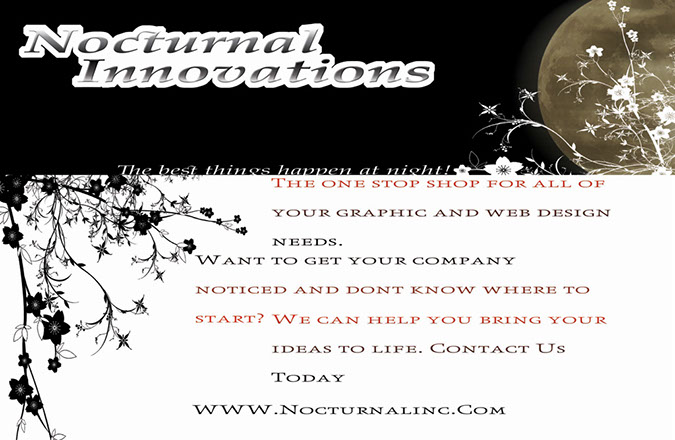 Nocturnal
Innovations
The best things happen at night!
The one stop shop for all of
your graphic and web design
needs.
Want to get your company
noticed and dont know where to
start? We can help you bring your
ideas to life. Contact Us
Today
WWW.Nocturnalinc.Com